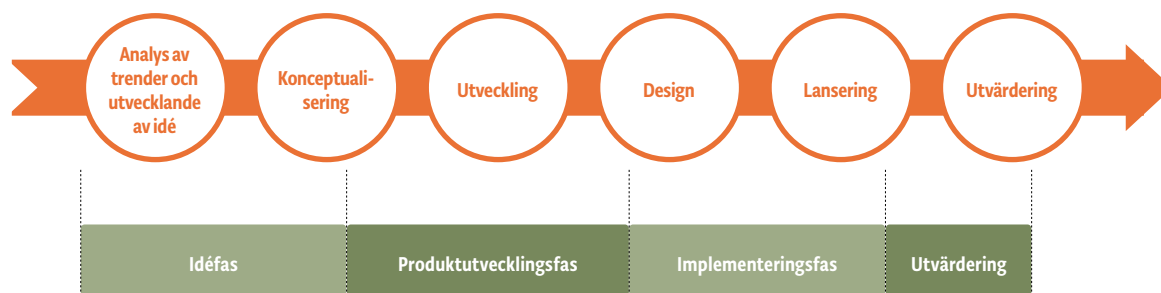 Analys av
trender och
utvecklande
av idé
Konceptuali-
sering
Utveckling
Design
Lansering
Utvärdering
Idéfas
Produktutvecklingsfas
Implementeringsfas
Utvärdering